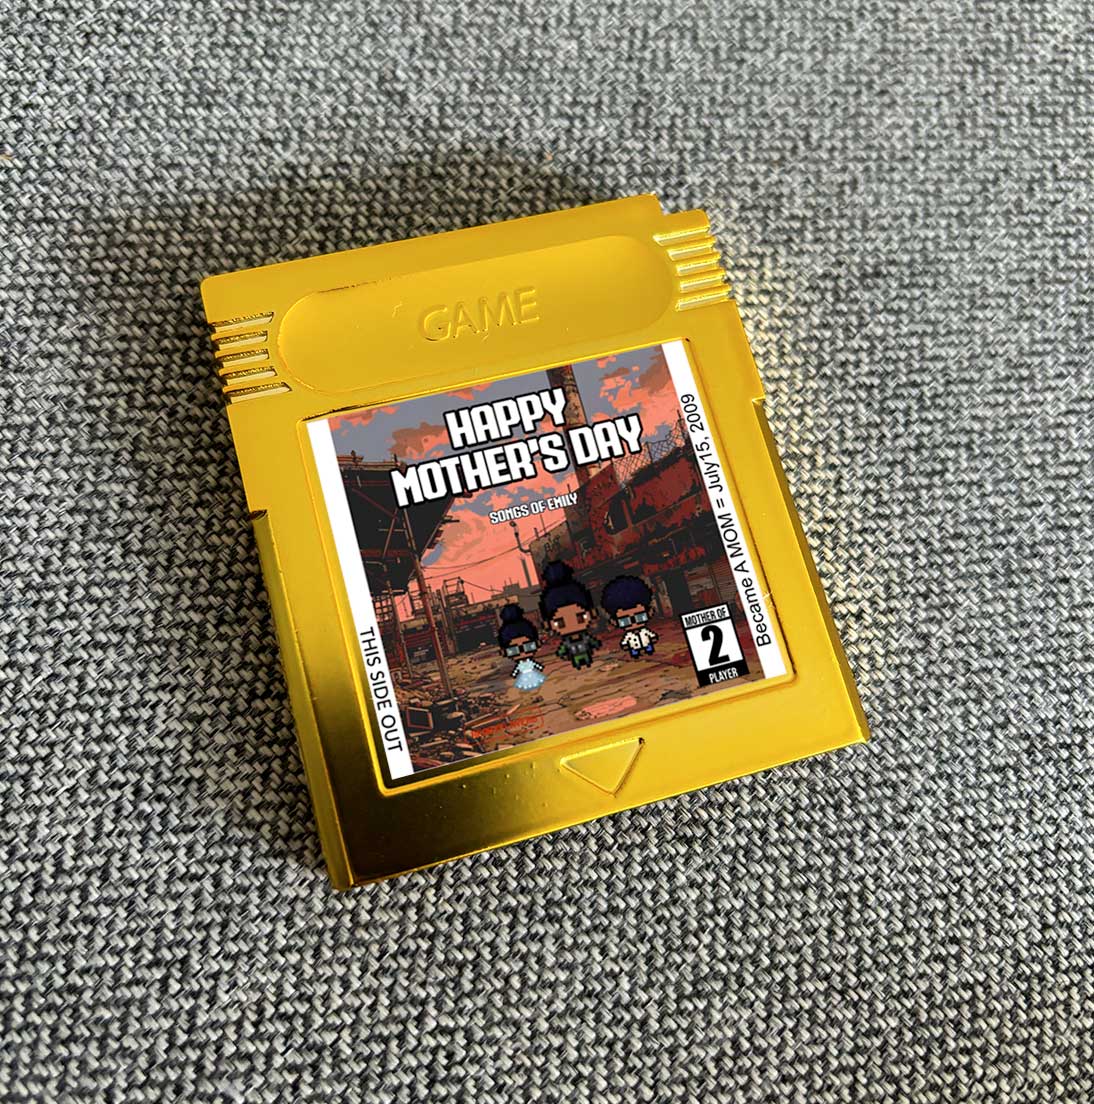 GAME
HAPPY
MOTHER'S DAY
SONGS OF EMILY
THIS SIDE OUT
Became A MOM = July15, 2009
MOTHER OF
2
PLAYER